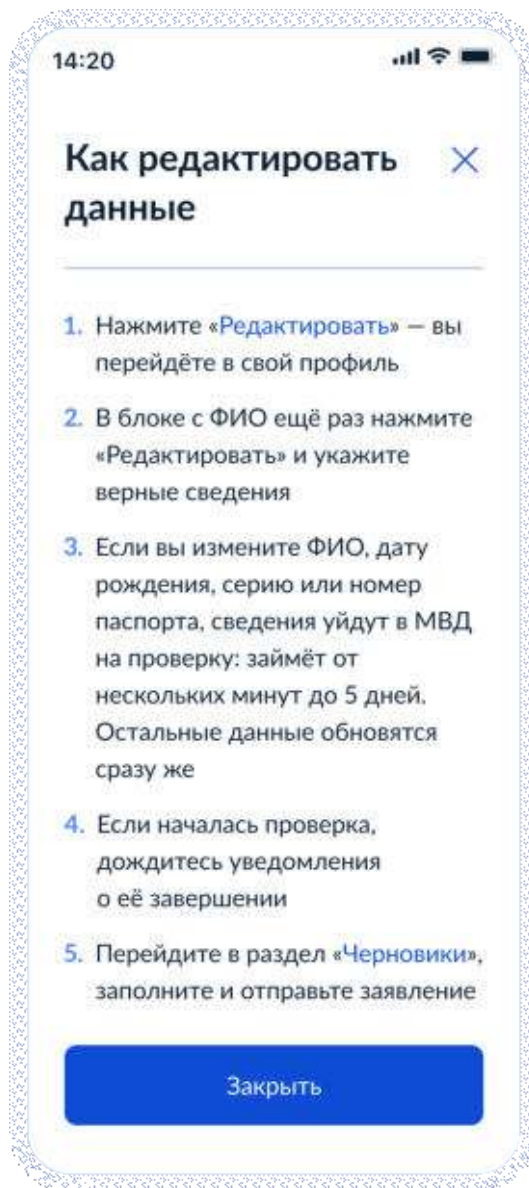 14:20
Как редактировать
данные
1. Нажмите «Редактировать» — вы
перейдёте в свой профиль
2. В блоке с ФИО ещё раз нажмите
«Редактировать» и укажите
верные сведения
3. Если вы измените ФИО, дату
рождения, серию или номер
паспорта, сведения уйдут в МВД
на проверку: займёт от
нескольких минут до 5 дней.
Остальные данные обновятся
сразу же
4. Если началась проверка,
дождитесь уведомления
о её завершении
5. Перейдите в раздел «Черновики»,
заполните и отправьте заявление
Закрыть